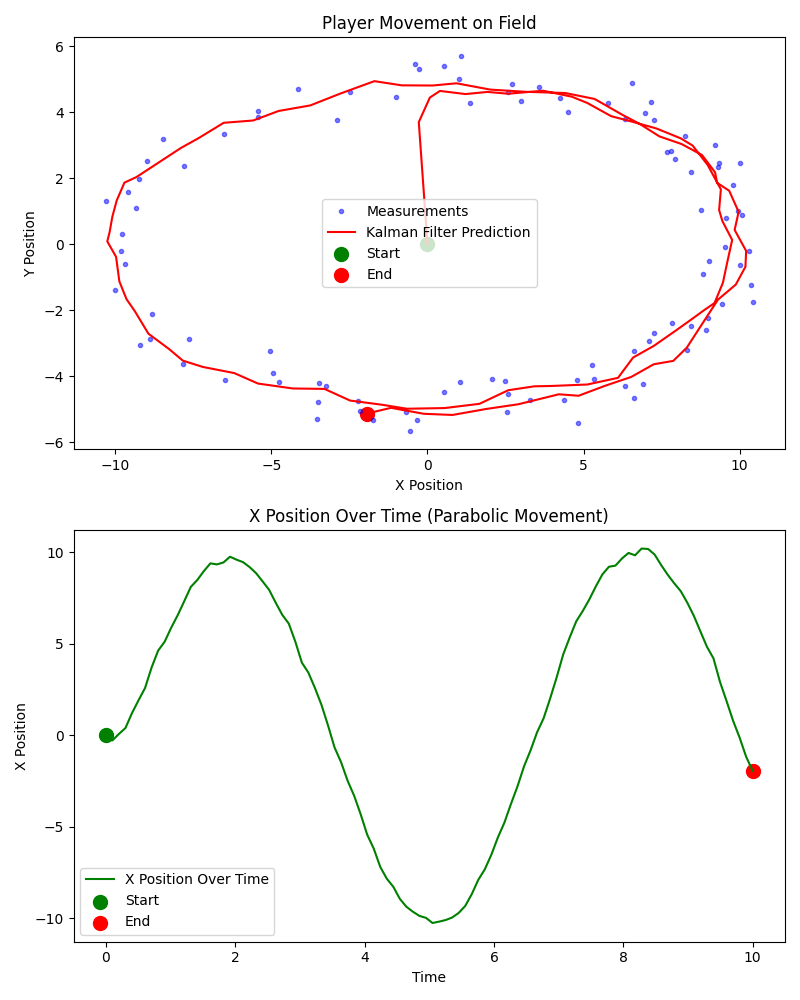 Player Movement on Field
6
4
2
0
−2
−4
−6
Y Position
Measurements
Kalman Filter Prediction
Start
End
−10 −5 0 5 10
X Position
X Position Over Time (Parabolic Movement)
10
5
0
−5
−10
X Position
X Position Over Time
Start
End
0 2 4 6 8 10
Time